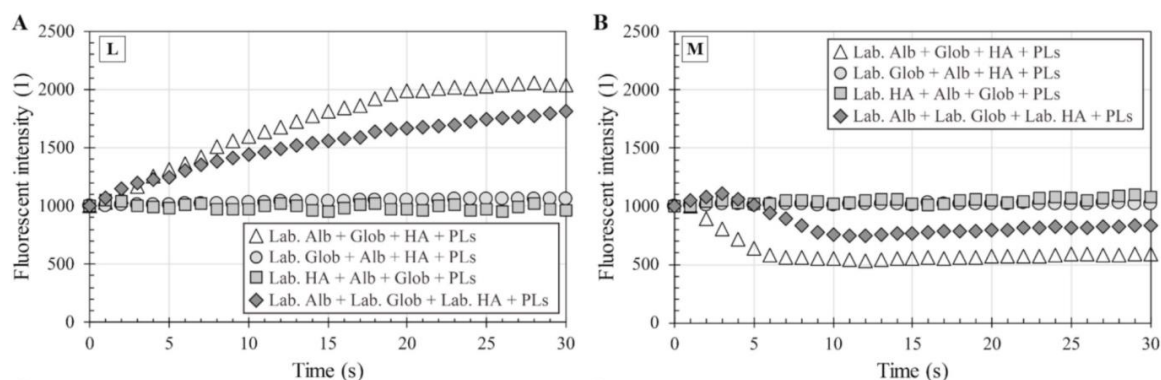 A
B
L
M
Fluorescent intensity (1)
2500
2000
1500
1000
500
0
Lab. Alb + Glob + HA + PLs
Lab. Glob + Alb + HA + PLs
Lab. HA + Alb + Glob + PLs
Lab. Alb + Lab. Glob + Lab. HA + PLs
0 5 10 15 20 25 30
Time (s)
Fluorescent intensity (1)
2500
2000
1500
1000
500
0
Lab. Alb + Glob + HA + PLs
Lab. Glob + Alb + HA + PLs
Lab. HA + Alb + Glob + PLs
Lab. Alb + Lab. Glob + Lab. HA + PLs
0 5 10 15 20 25 30
Time (s)